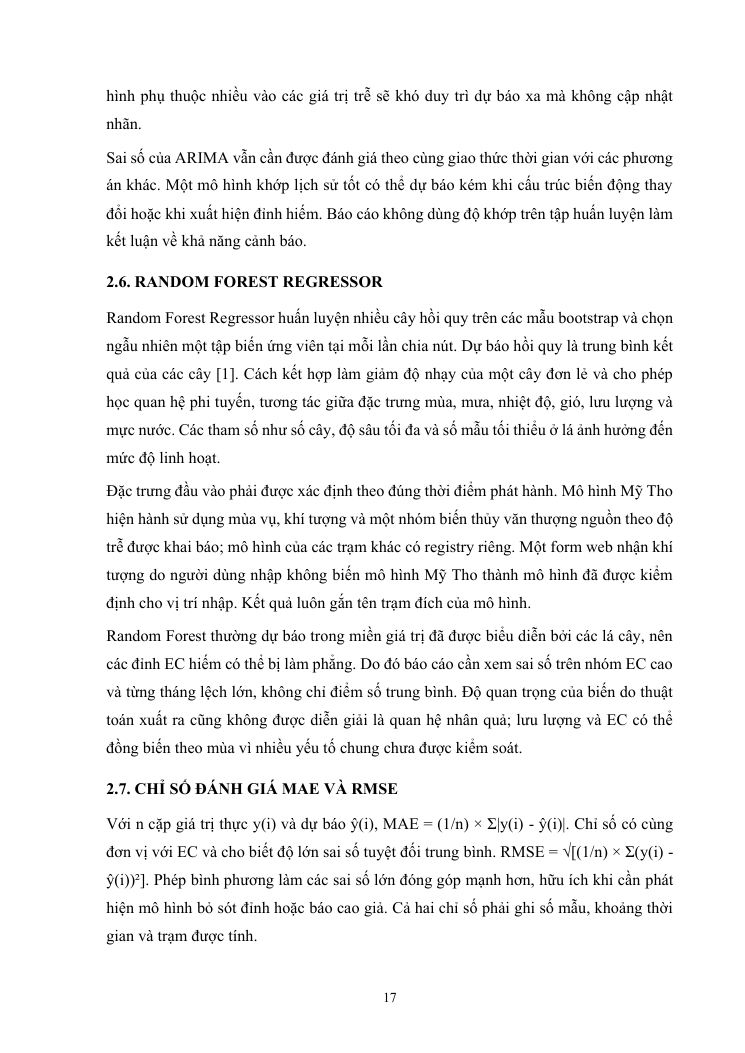 hình phụ thuộc nhiều vào các giá trị trễ sẽ khó duy trì dự báo xa mà không cập nhật
nhãn.
Sai số của ARIMA vẫn cần được đánh giá theo cùng giao thức thời gian với các phương
án khác. Một mô hình khớp lịch sử tốt có thể dự báo kém khi cấu trúc biến động thay
đổi hoặc khi xuất hiện đỉnh hiếm. Báo cáo không dùng độ khớp trên tập huấn luyện làm
kết luận về khả năng cảnh báo.
2.6. RANDOM FOREST REGRESSOR
Random Forest Regressor huấn luyện nhiều cây hồi quy trên các mẫu bootstrap và chọn
ngẫu nhiên một tập biến ứng viên tại mỗi lần chia nút. Dự báo hồi quy là trung bình kết
quả của các cây [1]. Cách kết hợp làm giảm độ nhạy của một cây đơn lẻ và cho phép
học quan hệ phi tuyến, tương tác giữa đặc trưng mùa, mưa, nhiệt độ, gió, lưu lượng và
mực nước. Các tham số như số cây, độ sâu tối đa và số mẫu tối thiểu ở lá ảnh hưởng đến
mức độ linh hoạt.
Đặc trưng đầu vào phải được xác định theo đúng thời điểm phát hành. Mô hình Mỹ Tho
hiện hành sử dụng mùa vụ, khí tượng và một nhóm biến thủy văn thượng nguồn theo độ
trễ được khai báo; mô hình của các trạm khác có registry riêng. Một form web nhận khí
tượng do người dùng nhập không biến mô hình Mỹ Tho thành mô hình đã được kiểm
định cho vị trí nhập. Kết quả luôn gắn tên trạm đích của mô hình.
Random Forest thường dự báo trong miền giá trị đã được biểu diễn bởi các lá cây, nên
các đỉnh EC hiếm có thể bị làm phẳng. Do đó báo cáo cần xem sai số trên nhóm EC cao
và từng tháng lệch lớn, không chỉ điểm số trung bình. Độ quan trọng của biến do thuật
toán xuất ra cũng không được diễn giải là quan hệ nhân quả; lưu lượng và EC có thể
đồng biến theo mùa vì nhiều yếu tố chung chưa được kiểm soát.
2.7. CHỈ SỐ ĐÁNH GIÁ MAE VÀ RMSE
Với n cặp giá trị thực y(i) và dự báo ŷ(i), MAE = (1/n) × Σ|y(i) - ŷ(i)|. Chỉ số có cùng
đơn vị với EC và cho biết độ lớn sai số tuyệt đối trung bình. RMSE = √[(1/n) × Σ(y(i) -
ŷ(i))²]. Phép bình phương làm các sai số lớn đóng góp mạnh hơn, hữu ích khi cần phát
hiện mô hình bỏ sót đỉnh hoặc báo cao giả. Cả hai chỉ số phải ghi số mẫu, khoảng thời
gian và trạm được tính.
17